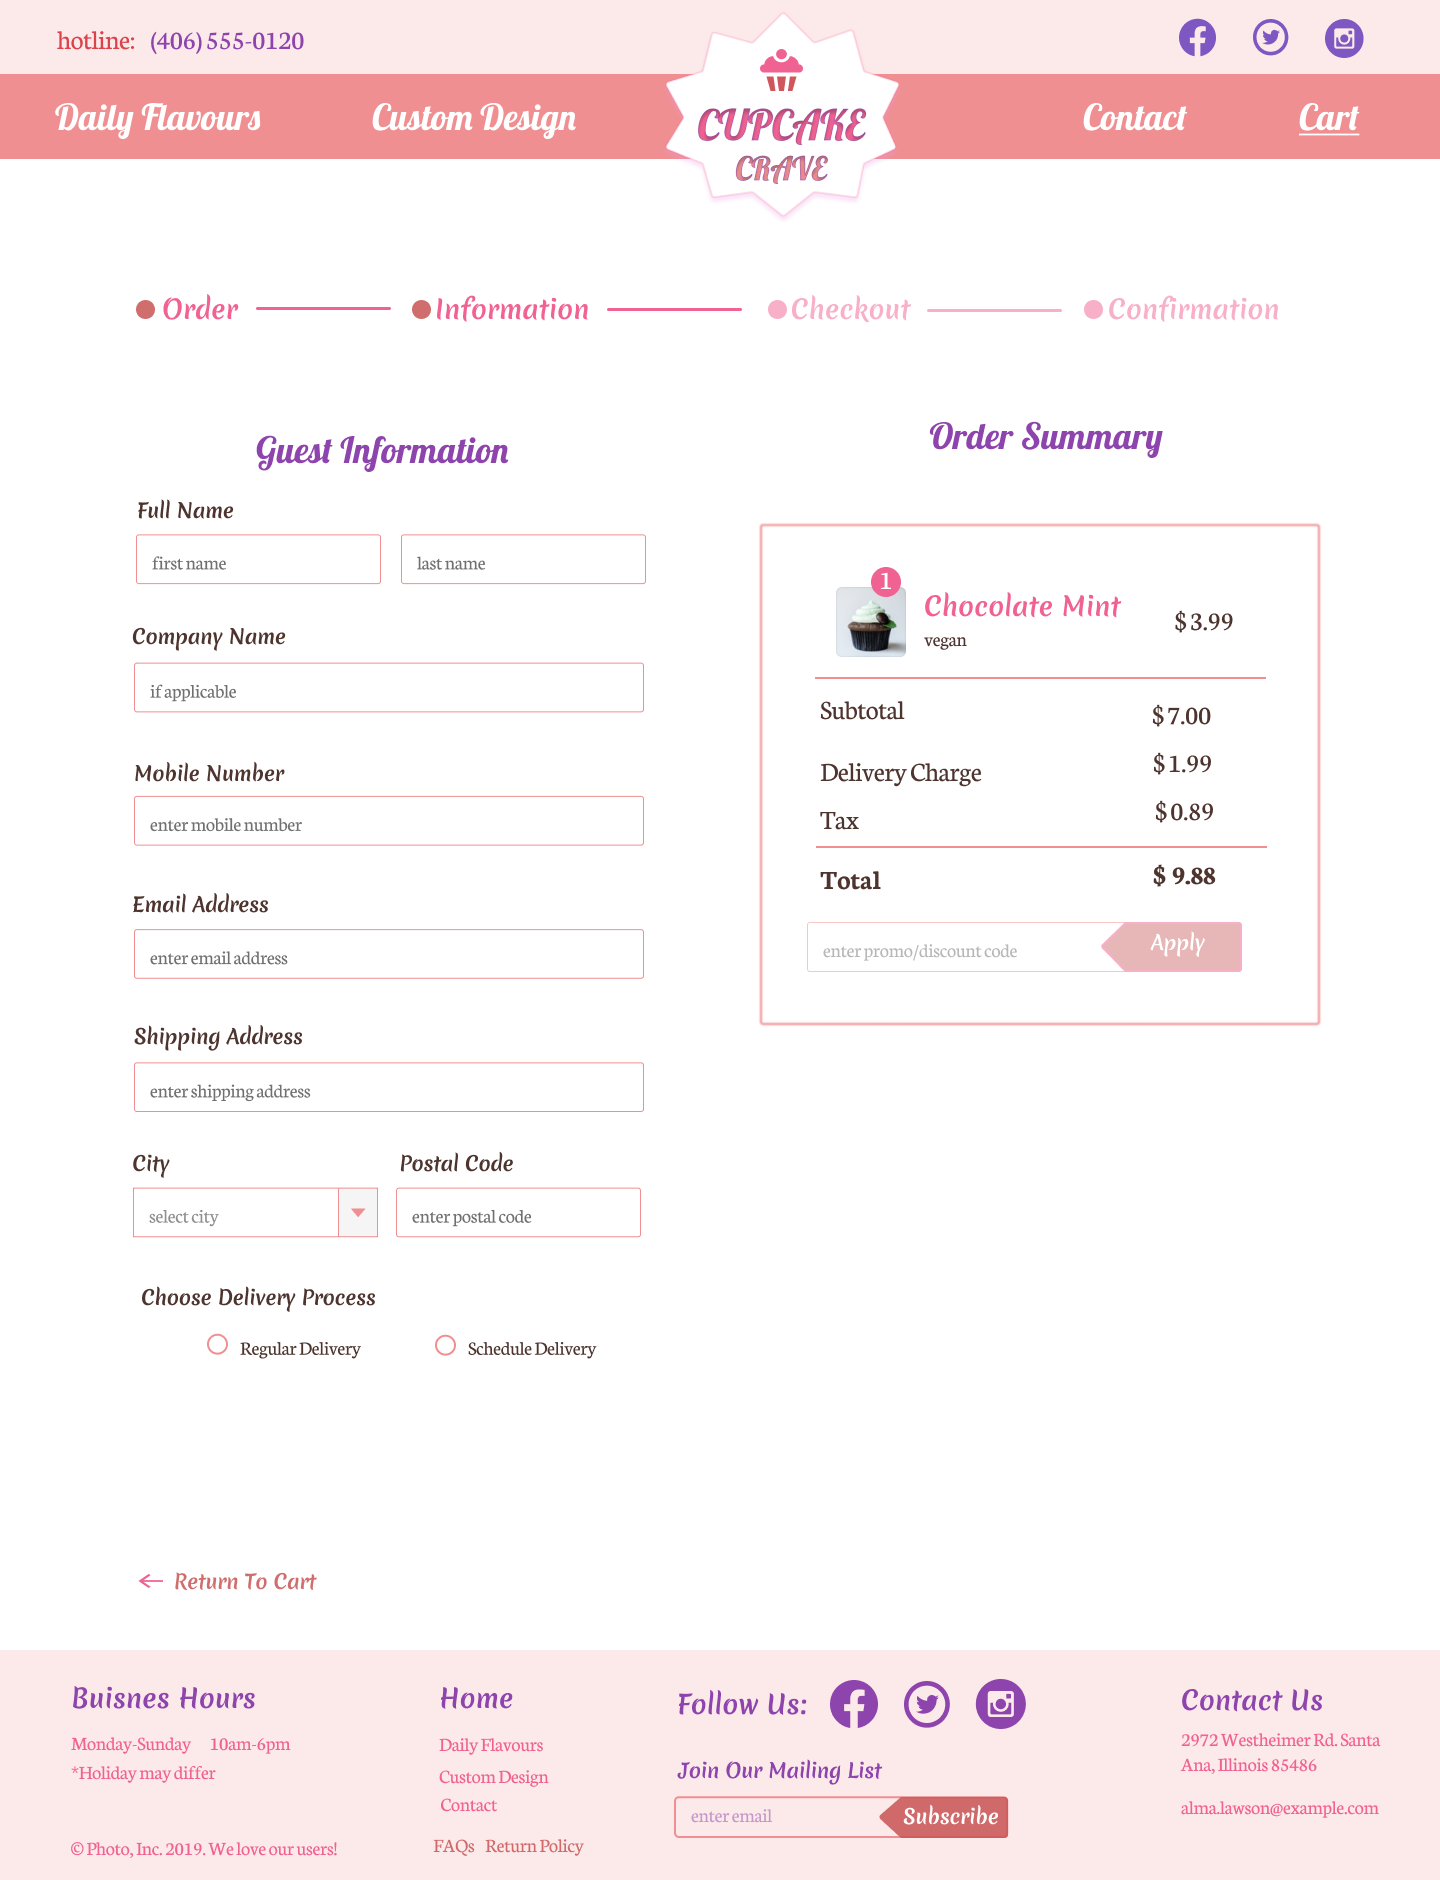 hotline: (406) 555-0120
Daily Flavours
Custom Design
CUPCAKE
CRAVE
Contact
Cart
Order
Information
Checkout
Confirmation
Guest Information
Full Name
first name
last name
Company Name
if applicable
Mobile Number
enter mobile number
Email Address
enter email address
Shipping Address
enter shipping address
City
Postal Code
select city
enter postal code
Choose Delivery Process
Regular Delivery
Schedule Delivery
Return To Cart
Order Summary
1
Chocolate Mint
vegan
$ 3.99
Subtotal
$ 7.00
Delivery Charge
$ 1.99
Tax
$ 0.89
Total
$ 9.88
enter promo/discount code
Apply
Buisnes Hours
Monday-Sunday 10am-6pm
*Holiday may differ
© Photo, Inc. 2019. We love our users!
Home
Daily Flavours
Custom Design
Contact
FAQs Return Policy
Follow Us:
Join Our Mailing List
enter email
Subscribe
Contact Us
2972 Westheimer Rd. Santa
Ana, Illinois 85486
alma.lawson@example.com